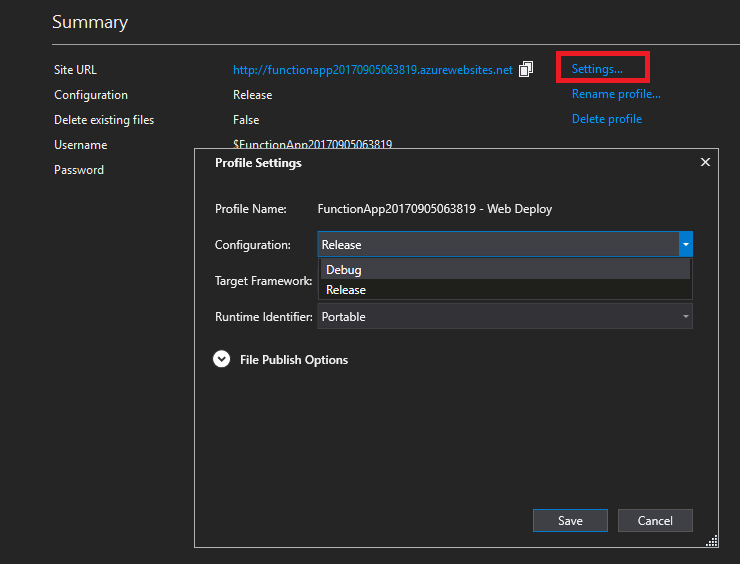 Summary
Site URL http://functionapp20170905063819.azurewebsites.net Settings...
Configuration Release Rename profile...
Delete existing files False Delete profile
Username $FunctionApp20170905063819
Password
Profile Settings
Profile Name: FunctionApp20170905063819 - Web Deploy
Configuration: Release
Debug
Target Framework:
Release
Runtime Identifier: Portable
File Publish Options
Save Cancel